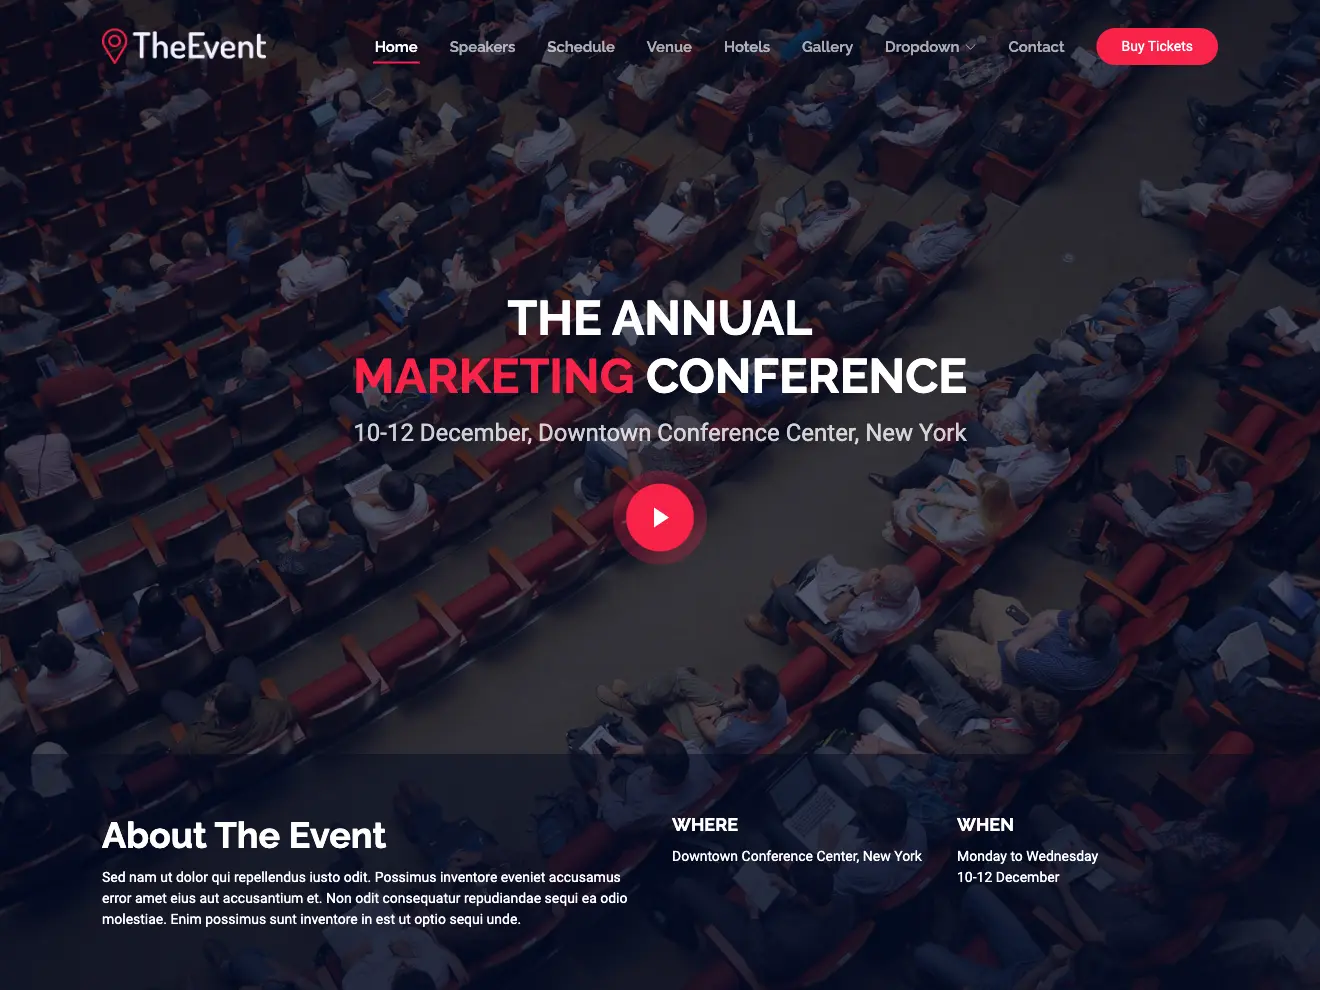 TheEvent
Home Speakers Schedule Venue Hotels Gallery Dropdown Contact Buy Tickets
THE ANNUAL
MARKETING CONFERENCE
10-12 December, Downtown Conference Center, New York
About The Event
Sed nam ut dolor qui repellendus iusto odit. Possimus inventore eveniet accusamus
error amet eius aut accusantium et. Non odit consequatur repudiandae sequi ea odio
molestiae. Enim possimus sunt inventore in est ut optio sequi unde.
WHERE
Downtown Conference Center, New York
WHEN
Monday to Wednesday
10-12 December